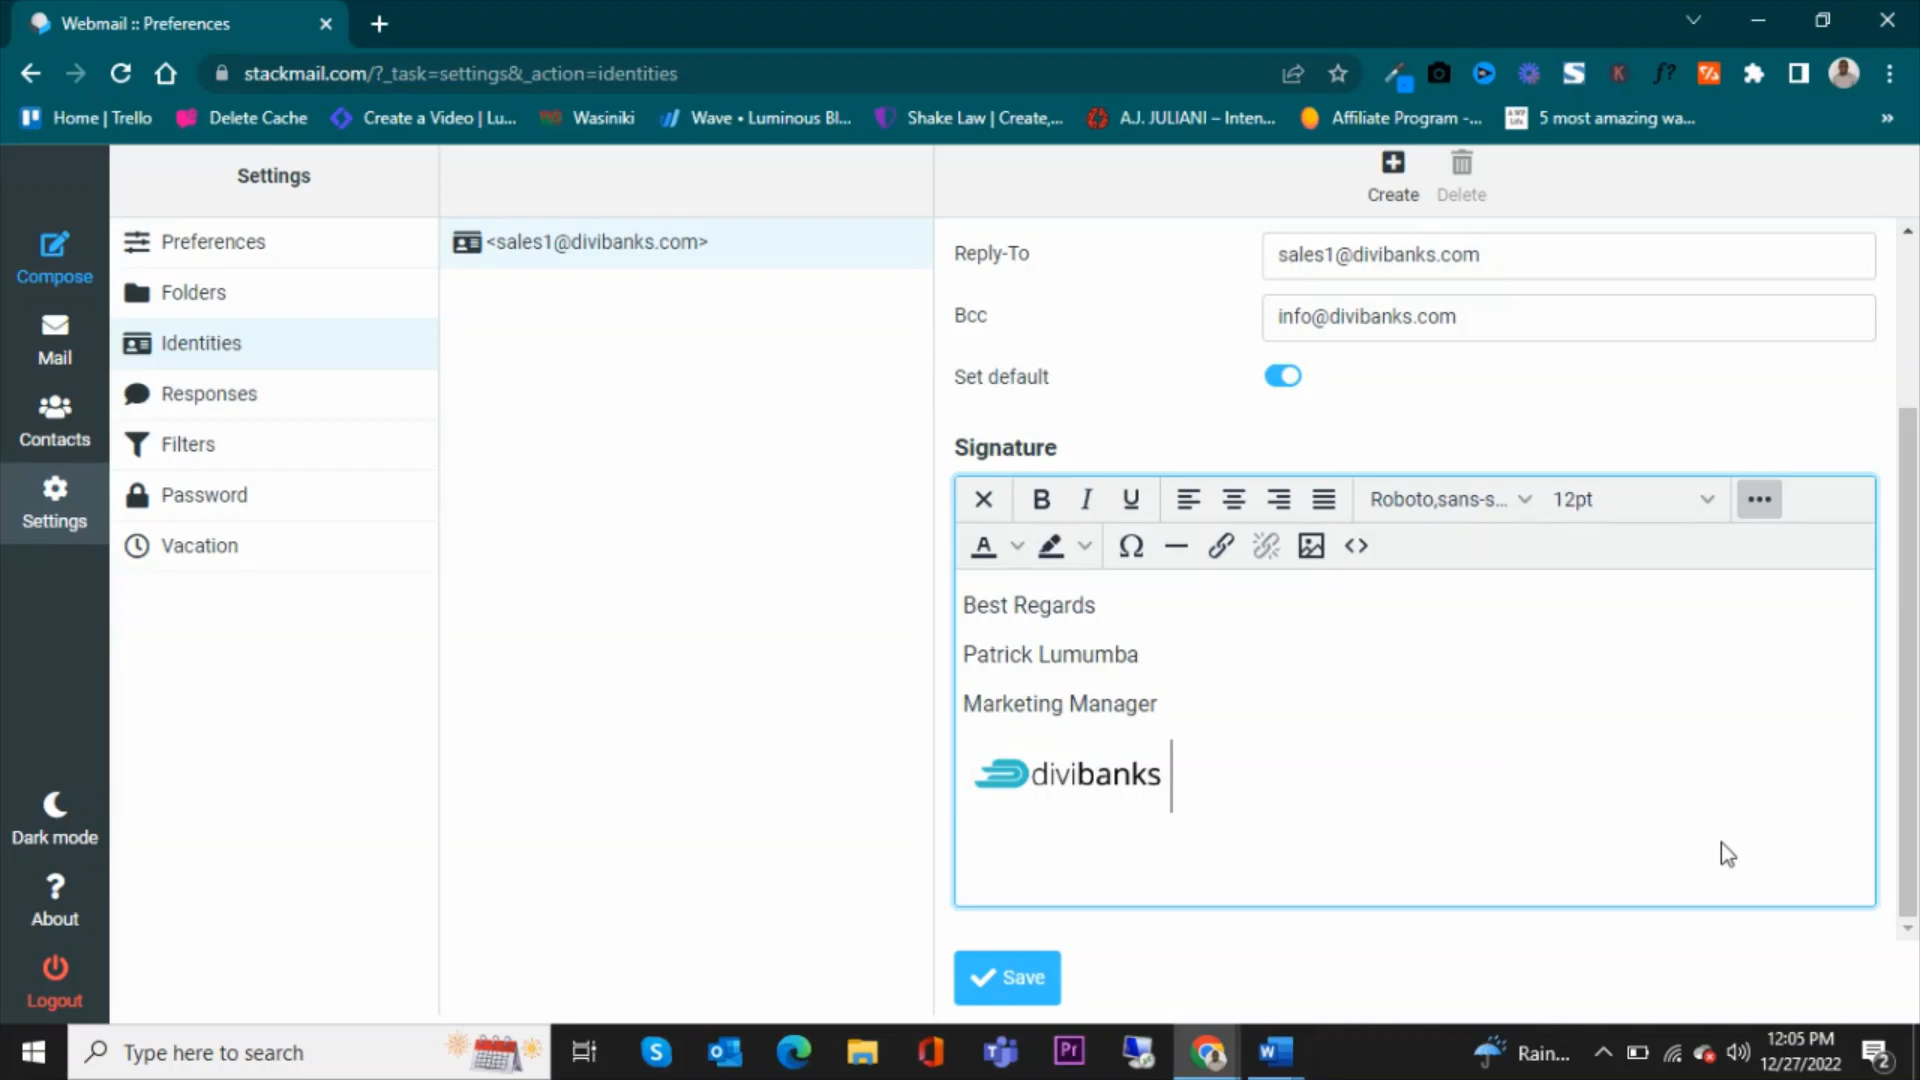 Webmail :: Preferences
stackmail.com/?_task=settings&_action=identities
Home | Trello
Delete Cache
Create a Video | Lu...
Wasiniki
Wave • Luminous Bl...
Shake Law | Create,...
A.J. JULIANI – Inten...
Affiliate Program -...
5 most amazing wa...
»
Settings
Create
Delete
Compose
Mail
Contacts
Settings
Dark mode
About
Logout
Preferences
Folders
Identities
Responses
Filters
Password
Vacation
<sales1@divibanks.com>
Reply-To
sales1@divibanks.com
Bcc
info@divibanks.com
Set default
Signature
B I U
Roboto,sans-s...
12pt
A
Ω
Best Regards
Patrick Lumumba
Marketing Manager
divibanks
Save
Type here to search
Pr
Rain...
12:05 PM
12/27/2022
2